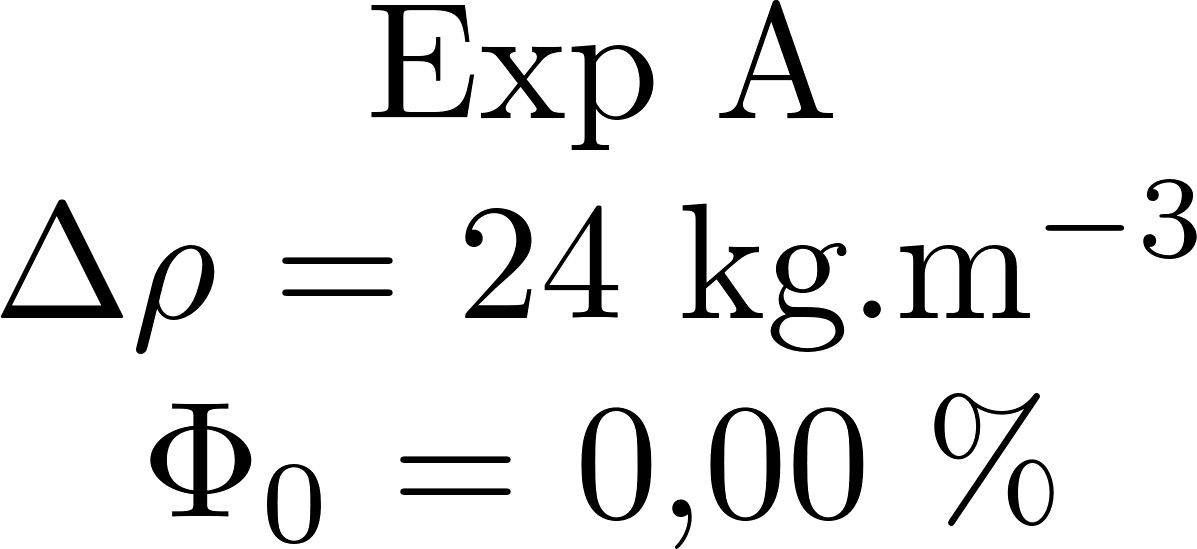 Exp A
Δρ = 24 kg.m⁻³
Φ₀ = 0,00 %